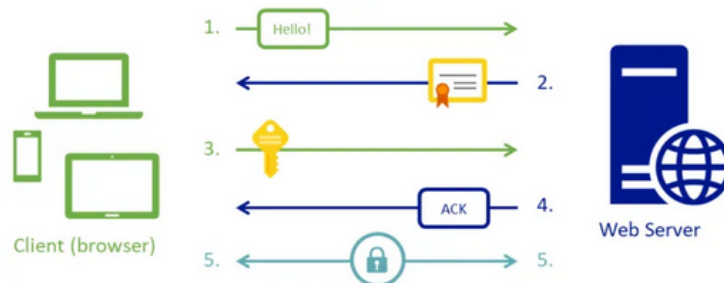 1. Hello!
2.
3.
ACK 4.
Client (browser)
Web Server
5. 5.